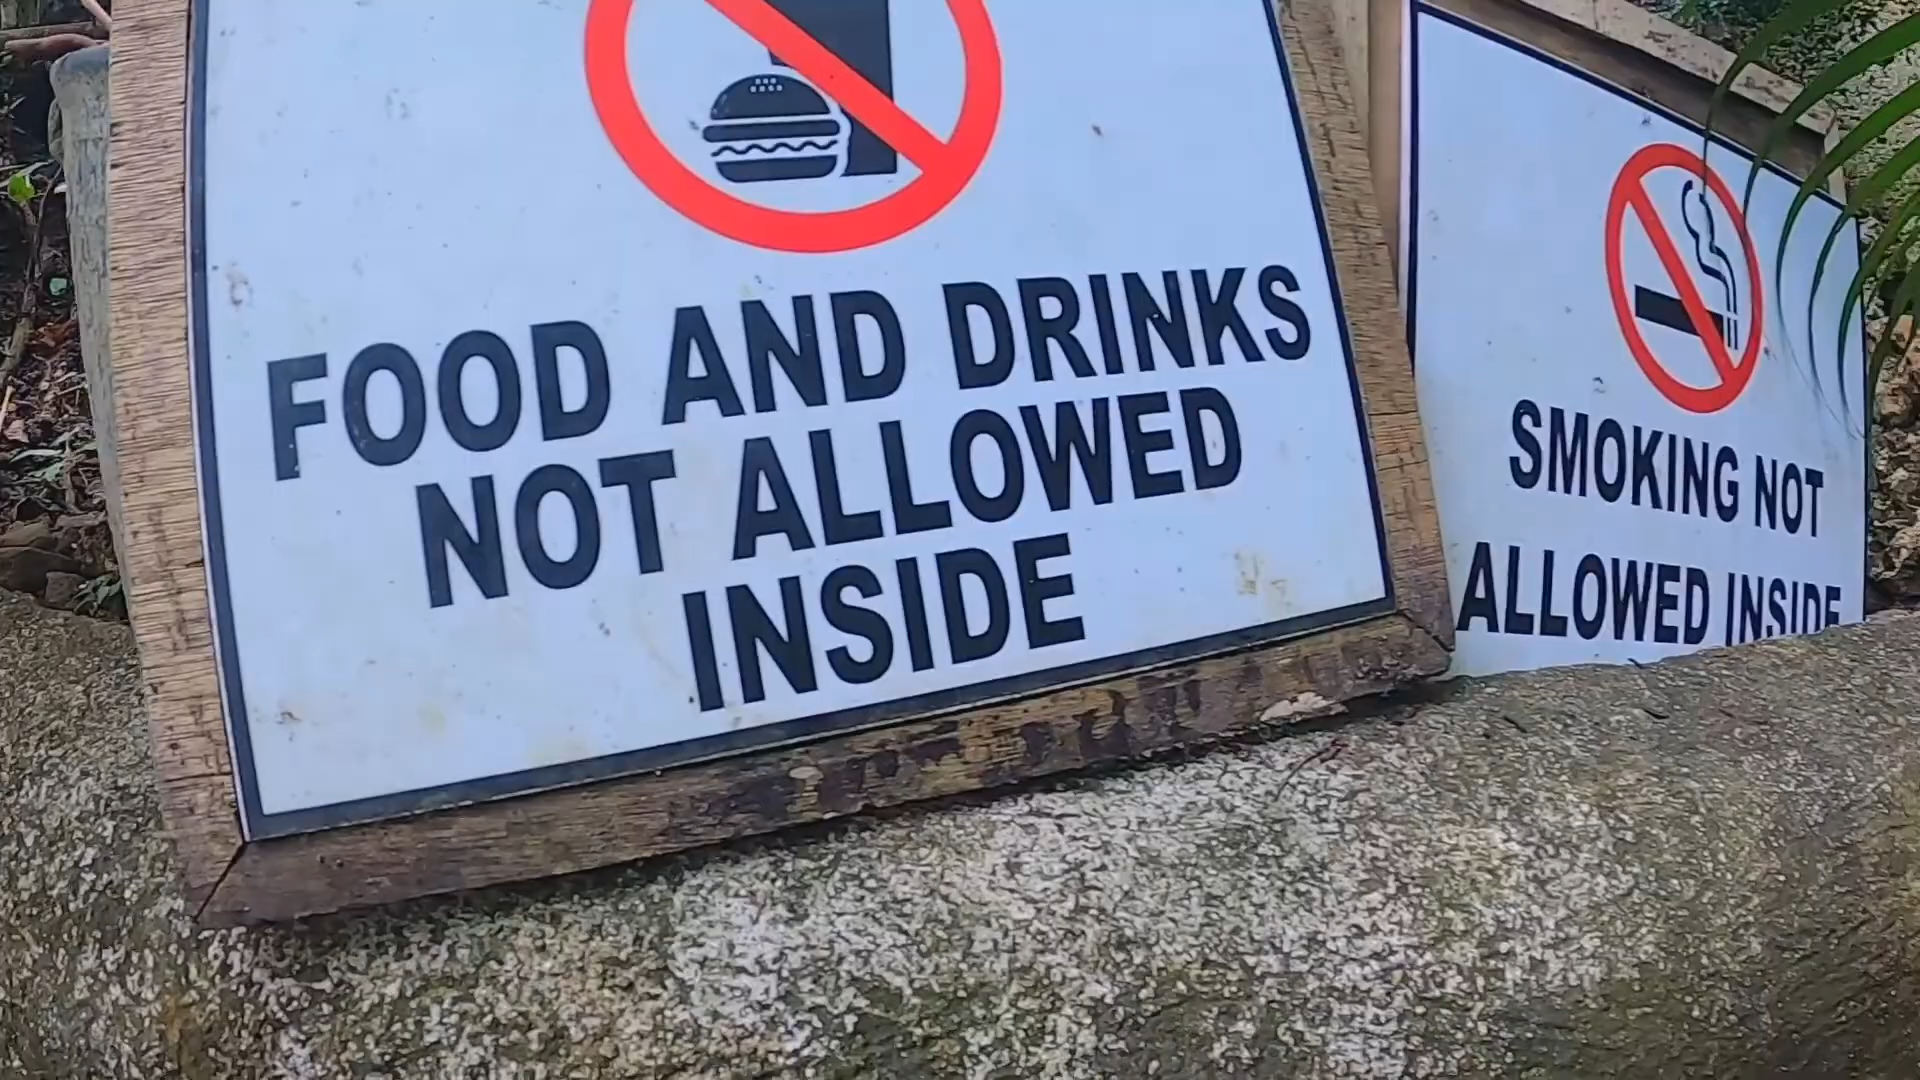 FOOD AND DRINKS
NOT ALLOWED
INSIDE
SMOKING NOT
ALLOWED INSIDE